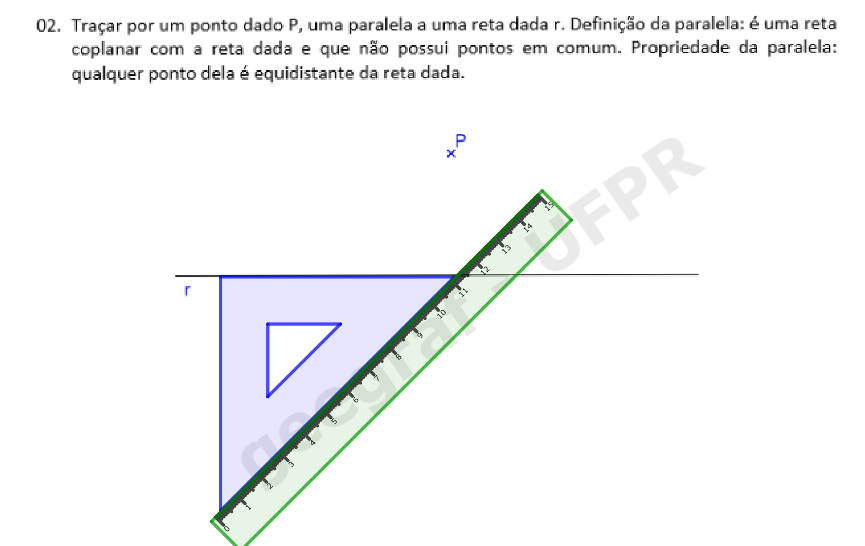 02. Traçar por um ponto dado P, uma paralela a uma reta dada r. Definição da paralela: é uma reta
coplanar com a reta dada e que não possui pontos em comum. Propriedade da paralela:
qualquer ponto dela é equidistante da reta dada.
P
r
0 1 2 3 4 5 6 7 8 9 10 11 12 13 14 15
geograf - UFPR